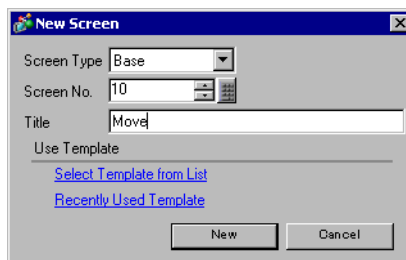 New Screen
Screen Type Base
Screen No. 10
Title Move
Use Template
Select Template from List
Recently Used Template
New Cancel